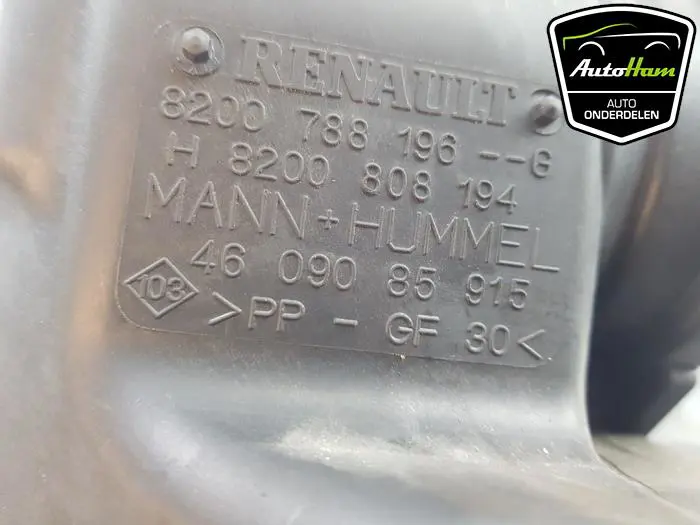 RENAULT
8200 788 196 --G
H 8200 808 194
MANN+HUMMEL
46 090 85 915
103
>PP - GF 30<
AutoHam
AUTO
ONDERDELEN